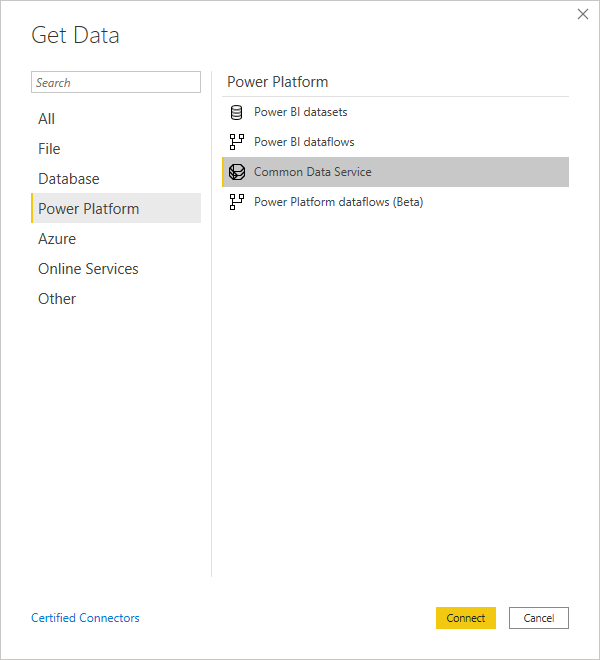 Get Data
Search
All
File
Database
Power Platform
Azure
Online Services
Other
Power Platform
Power BI datasets
Power BI dataflows
Common Data Service
Power Platform dataflows (Beta)
Certified Connectors
Connect
Cancel